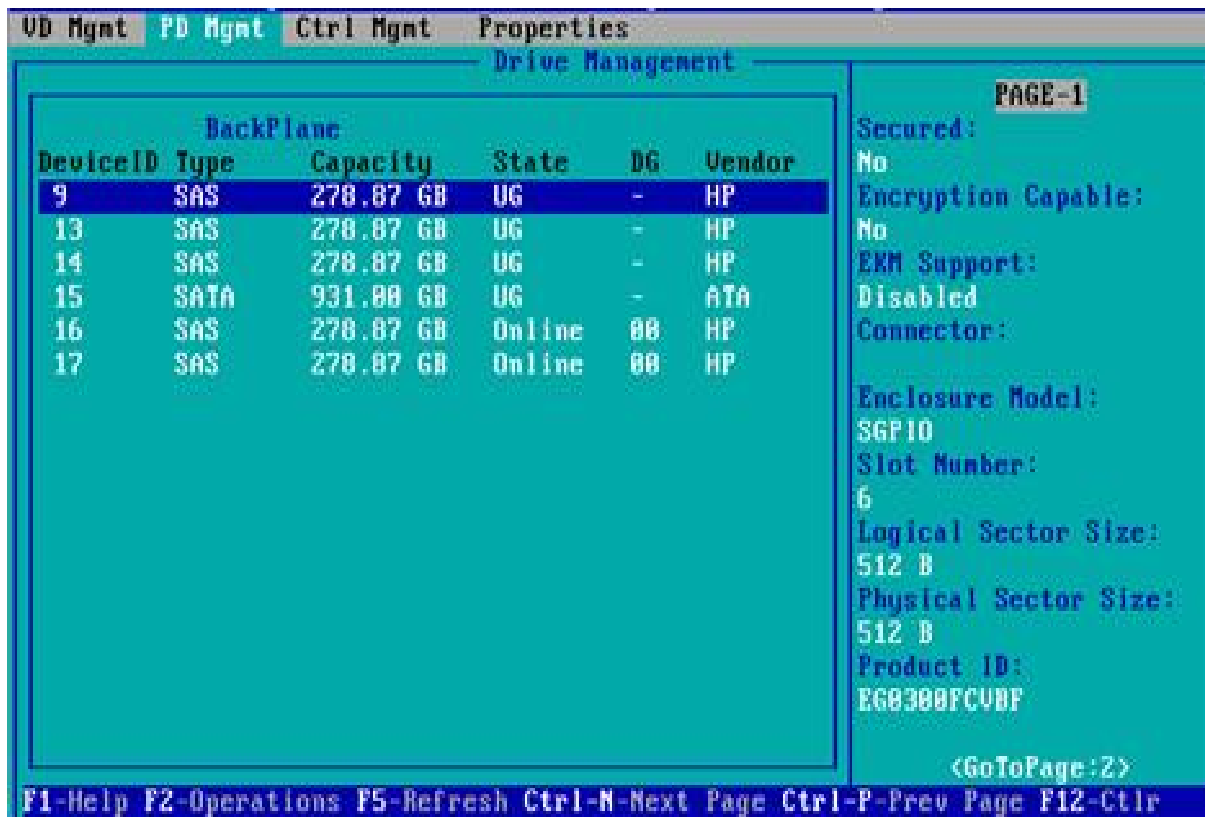 VD Mgmt PD Mgmt Ctrl Mgmt Properties
Drive Management
BackPlane
DeviceID Type Capacity State DG Vendor
9 SAS 278.87 GB UG - HP
13 SAS 278.87 GB UG - HP
14 SAS 278.87 GB UG - HP
15 SATA 931.00 GB UG - ATA
16 SAS 278.87 GB Online 00 HP
17 SAS 278.87 GB Online 00 HP
PAGE-1
Secured:
No
Encryption Capable:
No
EKM Support:
Disabled
Connector:
Enclosure Model:
SGPIO
Slot Number:
6
Logical Sector Size:
512 B
Physical Sector Size:
512 B
Product ID:
EG0300FCVBF
<GoToPage:2>
F1-Help F2-Operations F5-Refresh Ctrl-N-Next Page Ctrl-P-Prev Page F12-Ctlr